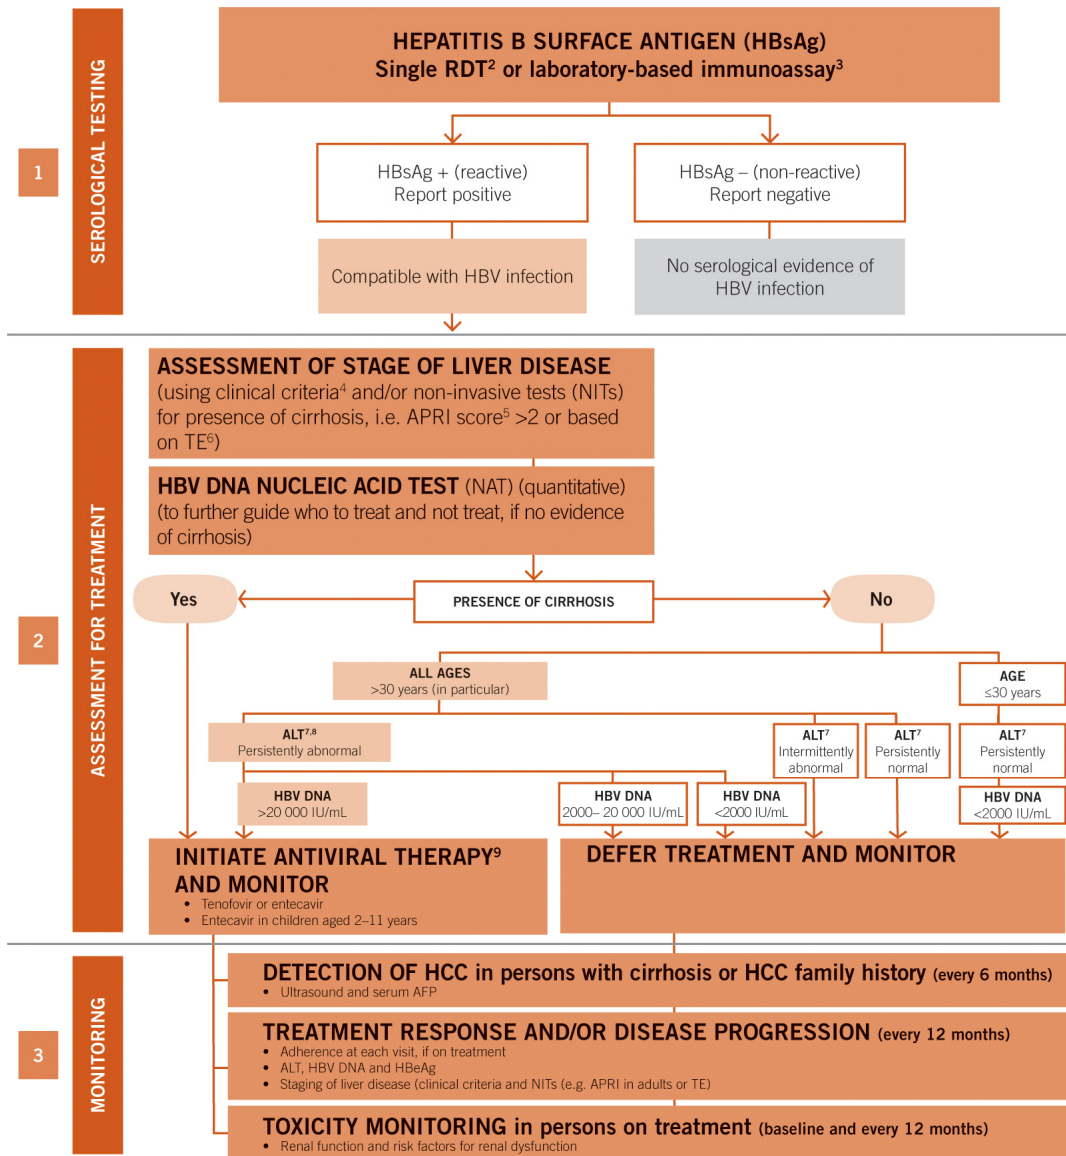 HEPATITIS B SURFACE ANTIGEN (HBsAg)
Single RDT² or laboratory-based immunoassay³
1
SEROLOGICAL TESTING
HBsAg + (reactive)
Report positive
HBsAg – (non-reactive)
Report negative
Compatible with HBV infection
No serological evidence of
HBV infection
2
ASSESSMENT FOR TREATMENT
ASSESSMENT OF STAGE OF LIVER DISEASE
(using clinical criteria⁴ and/or non-invasive tests (NITs)
for presence of cirrhosis, i.e. APRI score⁵ >2 or based
on TE⁶)
HBV DNA NUCLEIC ACID TEST (NAT) (quantitative)
(to further guide who to treat and not treat, if no evidence
of cirrhosis)
Yes
PRESENCE OF CIRRHOSIS
No
ALL AGES
>30 years (in particular)
AGE
≤30 years
ALT⁷,⁸
Persistently abnormal
ALT⁷
Intermittently
abnormal
ALT⁷
Persistently
normal
ALT⁷
Persistently
normal
HBV DNA
>20 000 IU/mL
HBV DNA
2000– 20 000 IU/mL
HBV DNA
<2000 IU/mL
HBV DNA
<2000 IU/mL
INITIATE ANTIVIRAL THERAPY⁹
AND MONITOR
• Tenofovir or entecavir
• Entecavir in children aged 2–11 years
DEFER TREATMENT AND MONITOR
3
MONITORING
DETECTION OF HCC in persons with cirrhosis or HCC family history (every 6 months)
• Ultrasound and serum AFP
TREATMENT RESPONSE AND/OR DISEASE PROGRESSION (every 12 months)
• Adherence at each visit, if on treatment
• ALT, HBV DNA and HBeAg
• Staging of liver disease (clinical criteria and NITs (e.g. APRI in adults or TE)
TOXICITY MONITORING in persons on treatment (baseline and every 12 months)
• Renal function and risk factors for renal dysfunction